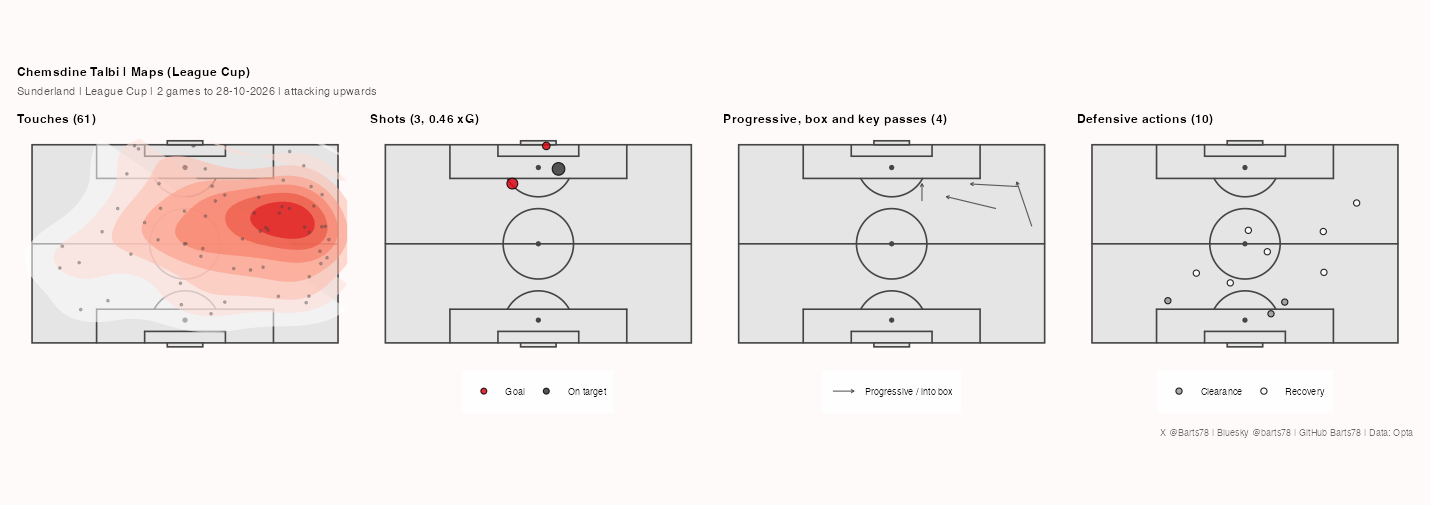 Chemsdine Talbi | Maps (League Cup)
Sunderland | League Cup | 2 games to 28-10-2026 | attacking upwards
Touches (61)
Shots (3, 0.46 xG)
Progressive, box and key passes (4)
Defensive actions (10)
Goal
On target
Progressive / into box
Clearance
Recovery
X @Barts78 | Bluesky @barts78 | GitHub Barts78 | Data: Opta